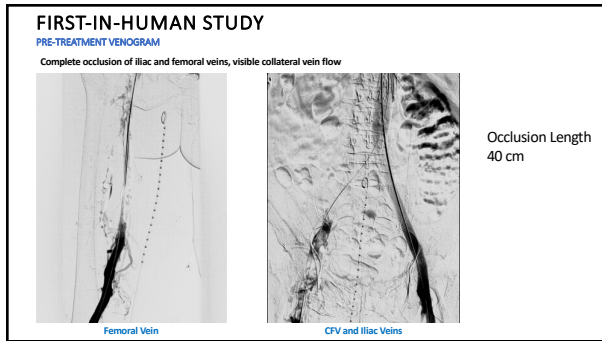 FIRST-IN-HUMAN STUDY
PRE-TREATMENT VENOGRAM
Complete occlusion of iliac and femoral veins, visible collateral vein flow
Occlusion Length
40 cm
Femoral Vein
CFV and Iliac Veins